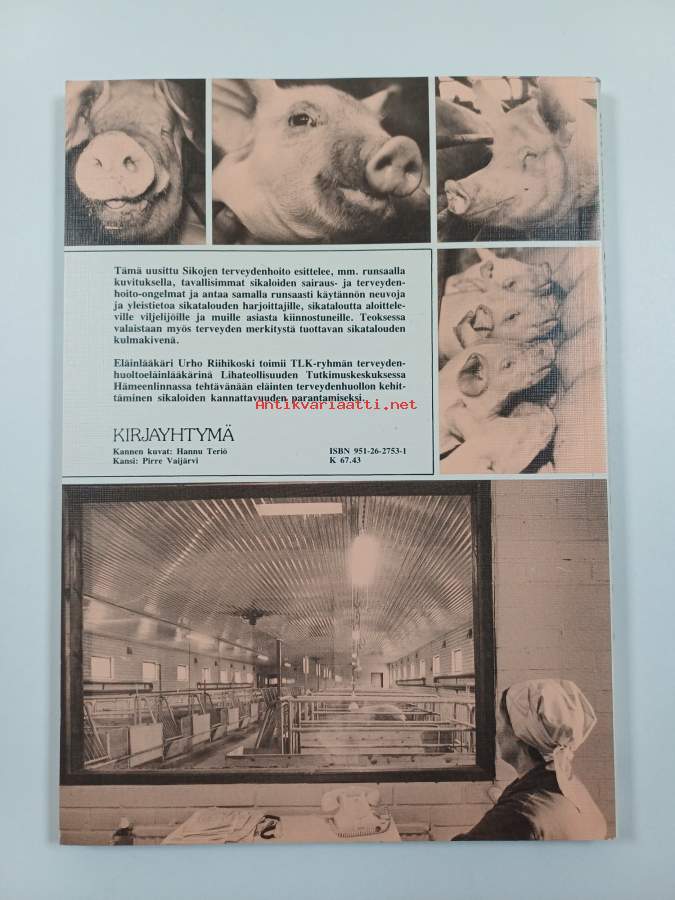 Tämä uusittu Sikojen terveydenhoito esittelee, mm. runsaalla
kuvituksella, tavallisimmat sikaloiden sairaus- ja terveyden-
hoito-ongelmat ja antaa samalla runsaasti käytännön neuvoja
ja yleistietoa sikatalouden harjoittajille, sikataloutta aloittele-
ville viljelijöille ja muille asiasta kiinnostuneille. Teoksessa
valaistaan myös terveyden merkitystä tuottavan sikatalouden
kulmakivenä.
Eläinlääkäri Urho Riihikoski toimii TLK-ryhmän terveyden-
huoltoeläinlääkärinä Lihateollisuuden Tutkimuskeskuksessa
Hämeenlinnassa tehtävänään eläinten terveydenhuollon kehit-
täminen sikaloiden kannattavuuden parantamiseksi.
Antikvariaatti.net
KIRJAYHTYMÄ
Kannen kuvat: Hannu Teriö
Kansi: Pirre Vaijärvi
ISBN 951-26-2753-1
K 67.43